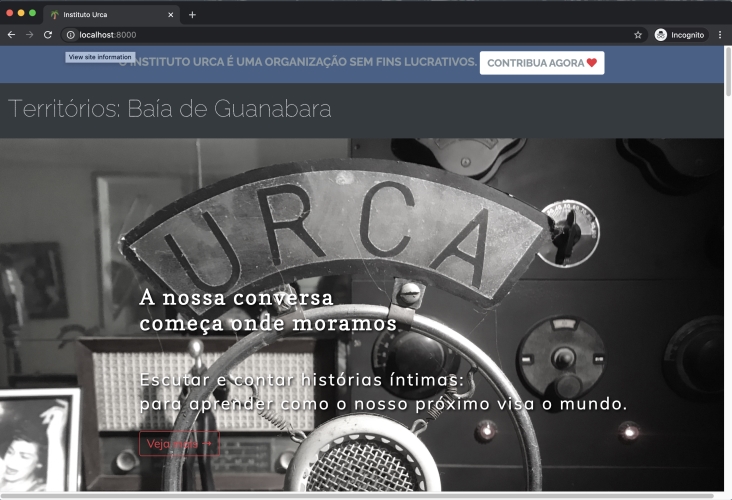 Instituto Urca
localhost:8000
Incognito
View site information
INSTITUTO URCA É UMA ORGANIZAÇÃO SEM FINS LUCRATIVOS.
CONTRIBUA AGORA
Territórios: Baía de Guanabara
URCA
A nossa conversa
começa onde moramos
Escutar e contar histórias íntimas:
para aprender como o nosso próximo visa o mundo.
Veja mais →